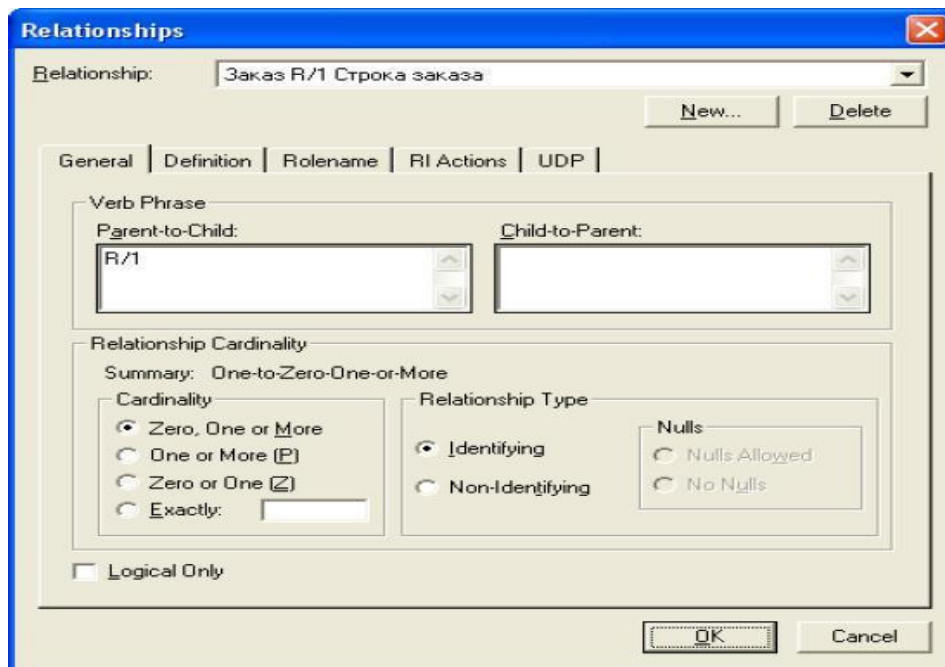 Relationships
Relationship: Заказ R/1 Строка заказа
New... Delete
General Definition Rolename RI Actions UDP
Verb Phrase
Parent-to-Child: Child-to-Parent:
R/1
Relationship Cardinality
Summary: One-to-Zero-One-or-More
Cardinality Relationship Type
Zero, One or More Identifying Nulls
One or More (P) Non-Identifying Nulls Allowed
Zero or One (Z) No Nulls
Exactly:
Logical Only
OK Cancel